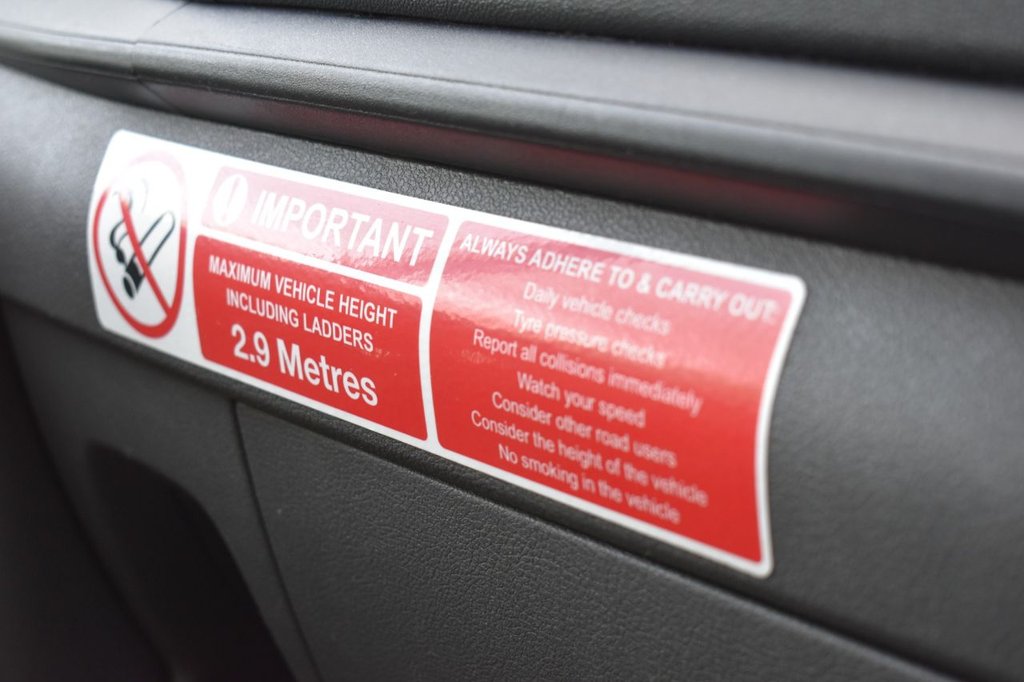 IMPORTANT
MAXIMUM VEHICLE HEIGHT
INCLUDING LADDERS
2.9 Metres
ALWAYS ADHERE TO & CARRY OUT:
Daily vehicle checks
Tyre pressure checks
Report all collisions immediately
Watch your speed
Consider other road users
Consider the height of the vehicle
No smoking in the vehicle